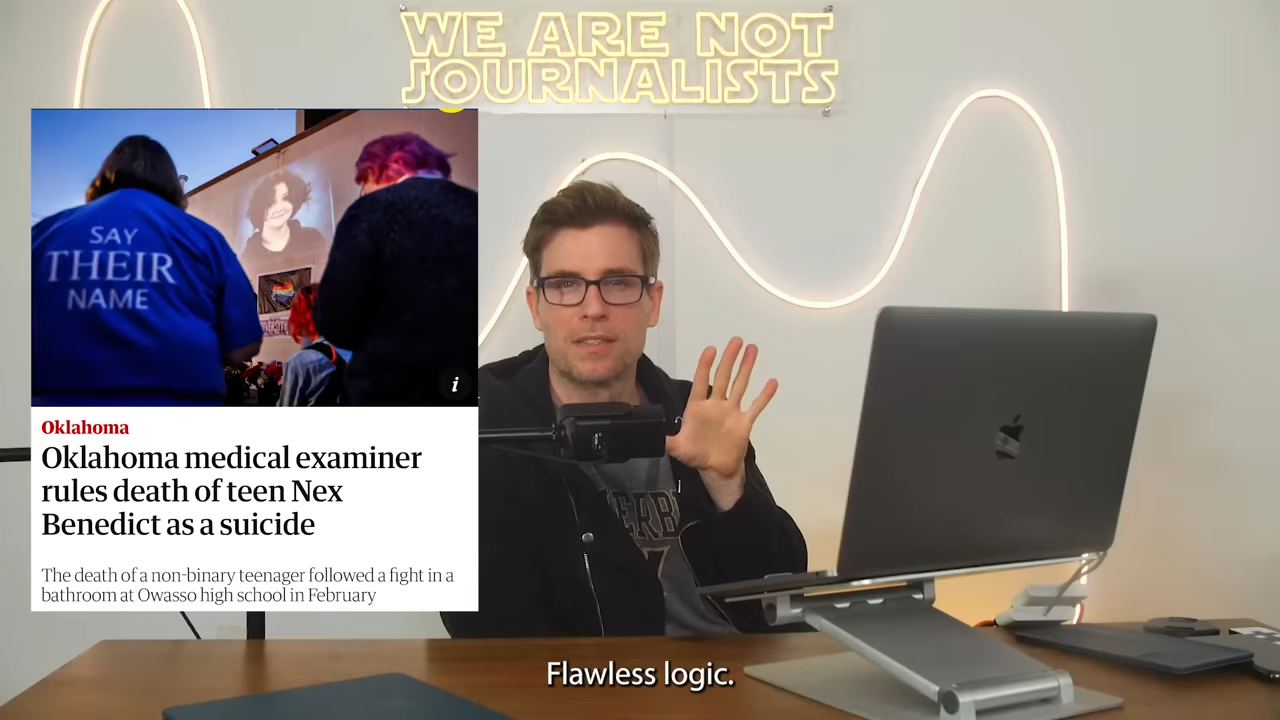 WE ARE NOT
JOURNALISTS
SAY
THEIR
NAME
i
Oklahoma
Oklahoma medical examiner
rules death of teen Nex
Benedict as a suicide
The death of a non-binary teenager followed a fight in a
bathroom at Owasso high school in February
Flawless logic.